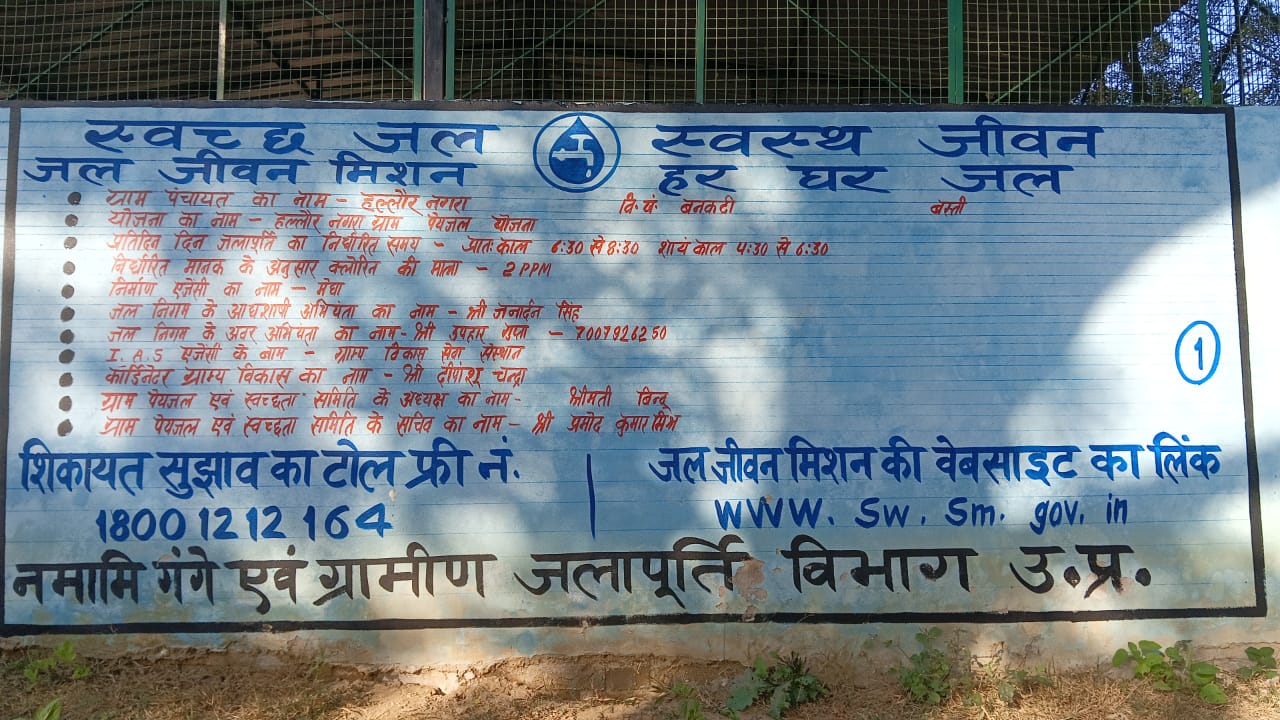 स्वच्छ जल स्वस्थ जीवन
जल जीवन मिशन हर घर जल
ग्राम पंचायत का नाम - हल्लौर नगरा वि. पं. बनकटी बस्ती
योजना का नाम - हल्लौर नगरा ग्राम पेयजल योजना
प्रतिदिन दिन जलापूर्ति का निर्धारित समय - प्रातः काल 6:30 से 8:30 शायं काल 4:30 से 6:30
निर्धारित मानक के अनुसार क्लोरिन की मात्रा - 2 PPM
निर्माण एजेंसी का नाम - मेघा
जल निगम के अभियंता का नाम - श्री जनार्दन सिंह
जल निगम के अवर अभियंता का नाम - श्री उपहार गुप्ता - 7007926250
I.A.S एजेंसी के नाम - ग्राम्य विकास सेवा संस्थान
कॉर्डिनेटर ग्राम्य विकास का नाम - श्री दीपांशू चन्द्रा
ग्राम पेयजल एवं स्वच्छता समिति के अध्यक्ष का नाम - श्रीमती बिन्दू
ग्राम पेयजल एवं स्वच्छता समिति के सचिव का नाम - श्री प्रमोद कुमार मिश्र
1
शिकायत सुझाव का टोल फ्री नं. | जल जीवन मिशन की वेबसाइट का लिंक
1800 12 12 164 www. sw. sm. gov. in
नमामि गंगे एवं ग्रामीण जलापूर्ति विभाग उ.प्र.